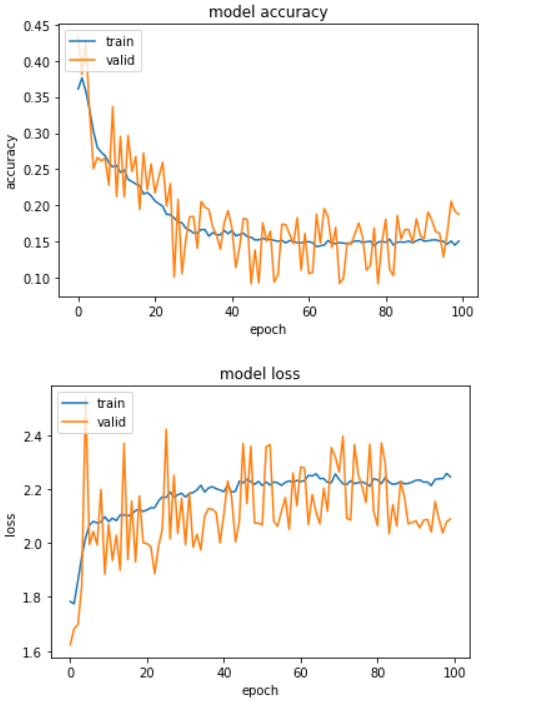 model accuracy
0.45
0.40
0.35
0.30
0.25
0.20
0.15
0.10
accuracy
train
valid
0 20 40 60 80 100
epoch
model loss
2.4
2.2
2.0
1.8
1.6
loss
train
valid
0 20 40 60 80 100
epoch